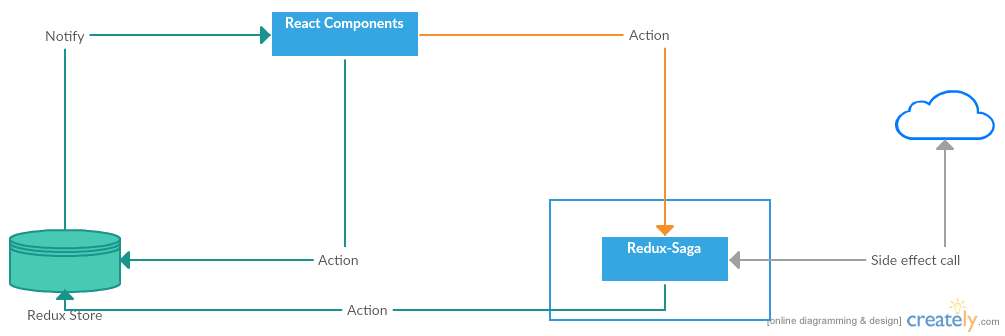 React Components
Notify
Action
Redux-Saga
Action
Side effect call
Action
Redux Store
[online diagramming & design] creately.com